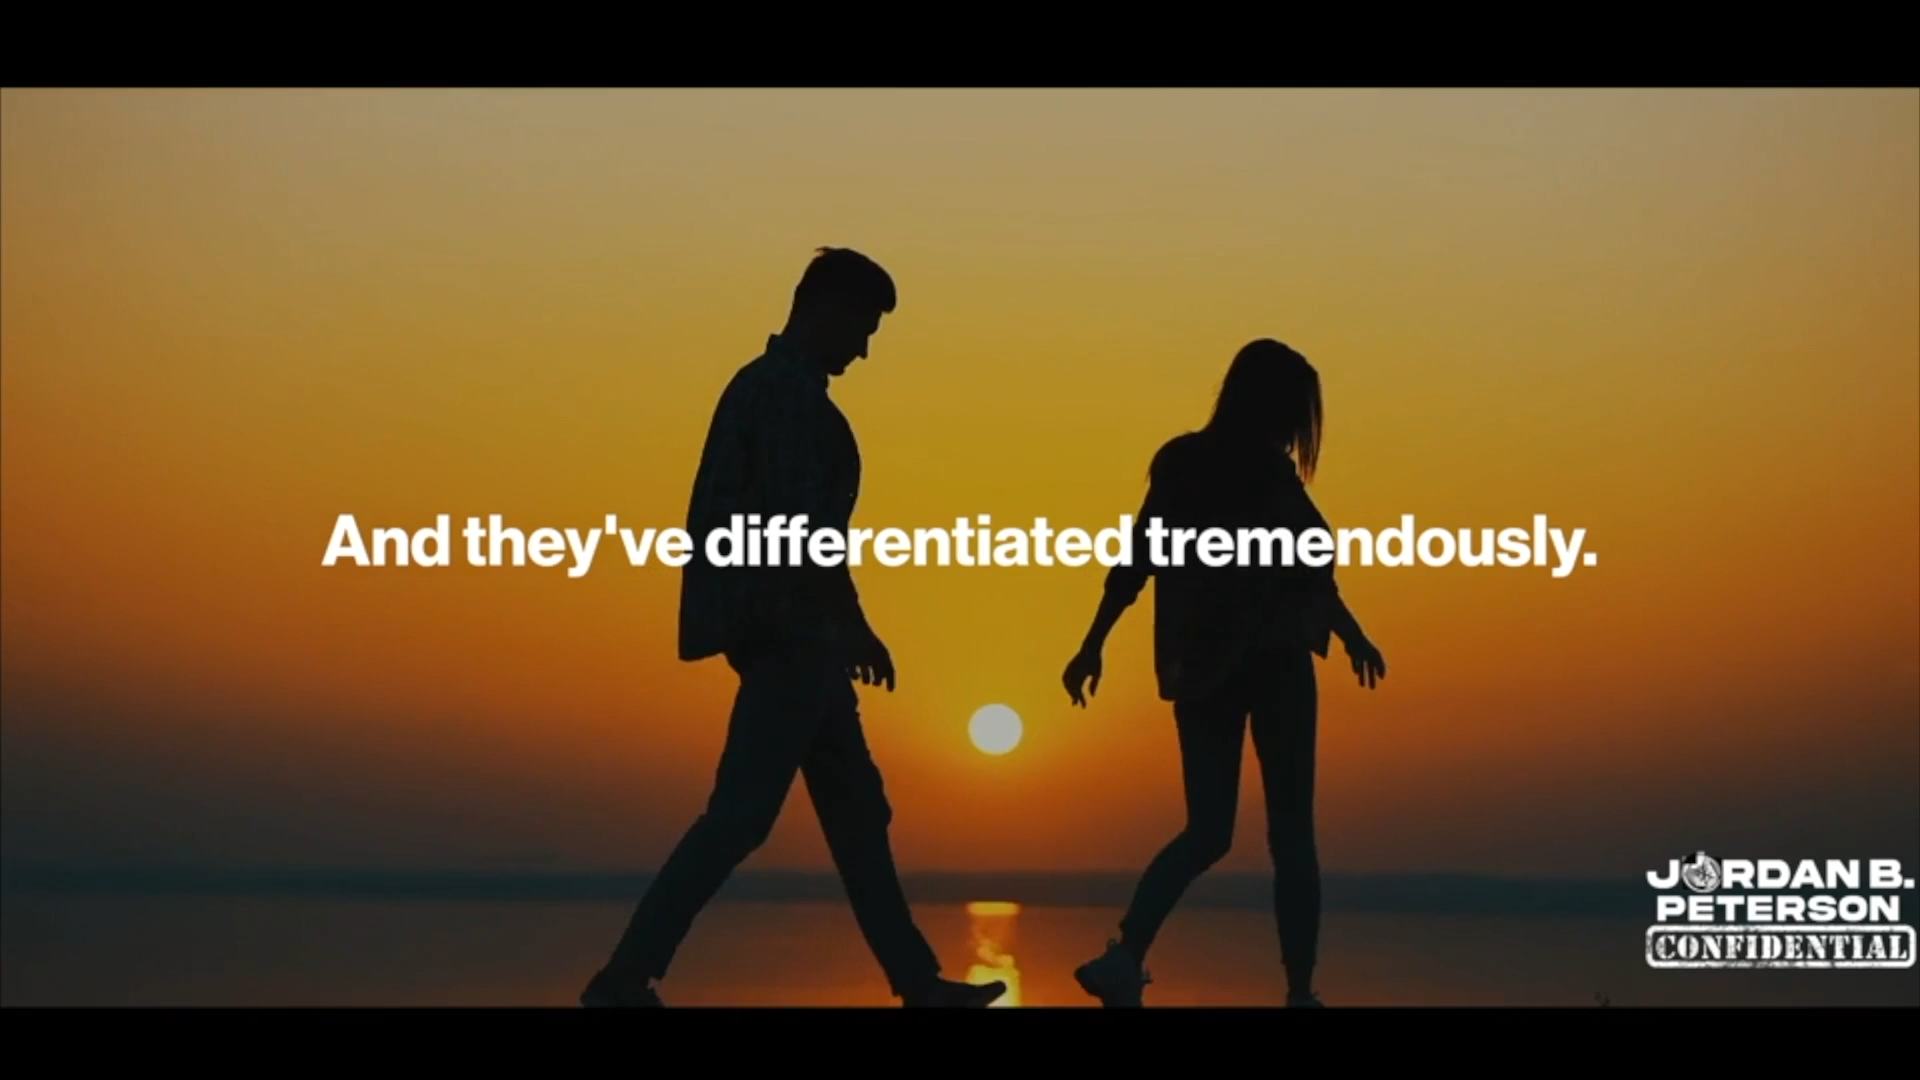 And they've differentiated tremendously.
JORDAN B.
PETERSON
CONFIDENTIAL